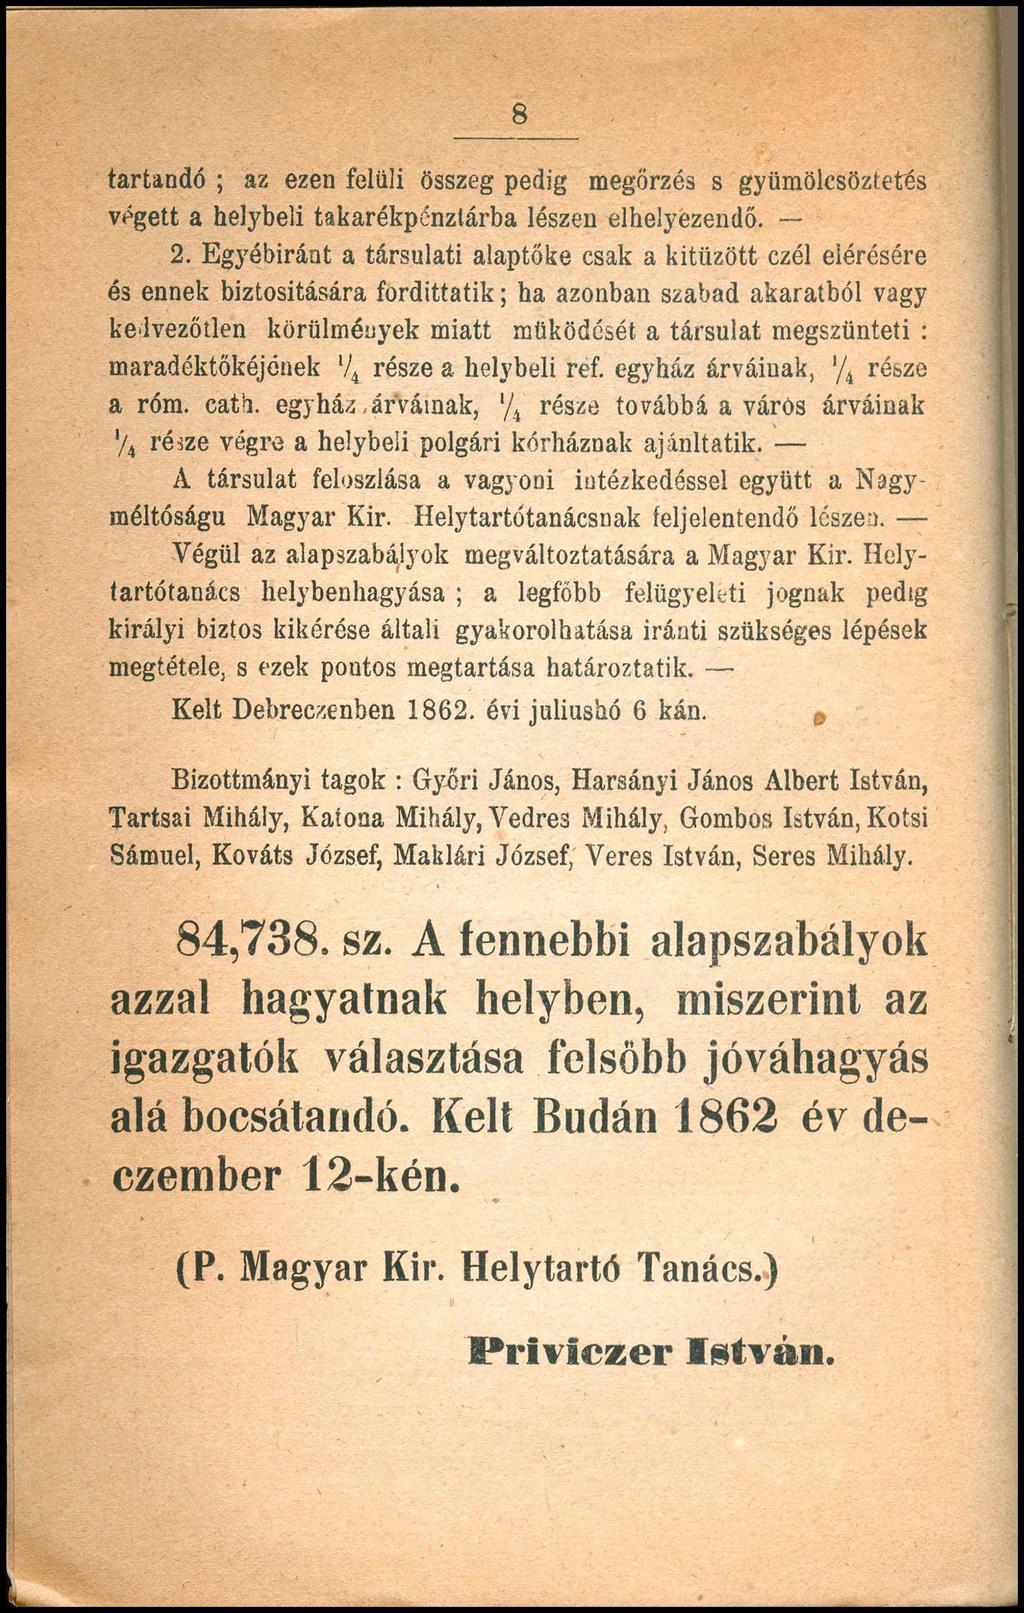 8
tartandó ; az ezen felüli összeg pedig megőrzés s gyümölcsöztetés
végett a helybeli takarékpénztárba lészen elhelyezendő. —
2. Egyébiránt a társulati alaptőke csak a kitüzött czél elérésére
és ennek biztositására fordittatik; ha azonban szabad akaratból vagy
kedvezőtlen körülmények miatt müködését a társulat megszünteti :
maradéktőkéjének 1/4 része a helybeli ref. egyház árváinak, 1/4 része
a róm. cath. egyház árváinak, 1/4 része továbbá a város árváinak
1/4 része végre a helybeli polgári kórháznak ajánltatik. —
A társulat feloszlása a vagyoni intézkedéssel együtt a Nagy-
méltóságu Magyar Kir. Helytartótanácsnak feljelentendő lészen. —
Végül az alapszabályok megváltoztatására a Magyar Kir. Hely-
tartótanács helybenhagyása ; a legfőbb felügyeleti jognak pedig
királyi biztos kikérése általi gyakorolhatása iránti szükséges lépések
megtétele, s ezek pontos megtartása határoztatik. —
Kelt Debreczenben 1862. évi juliushó 6 kán.
Bizottmányi tagok : Győri János, Harsányi János Albert István,
Tartsai Mihály, Katona Mihály, Vedres Mihály, Gombos István, Kotsi
Sámuel, Kováts József, Maklári József, Veres István, Seres Mihály.
84,738. sz. A fennebbi alapszabályok
azzal hagyatnak helyben, miszerint az
igazgatók választása felsőbb jóváhagyás
alá bocsátandó. Kelt Budán 1862 év de-
czember 12-kén.
(P. Magyar Kir. Helytartó Tanács.)
Priviczer István.